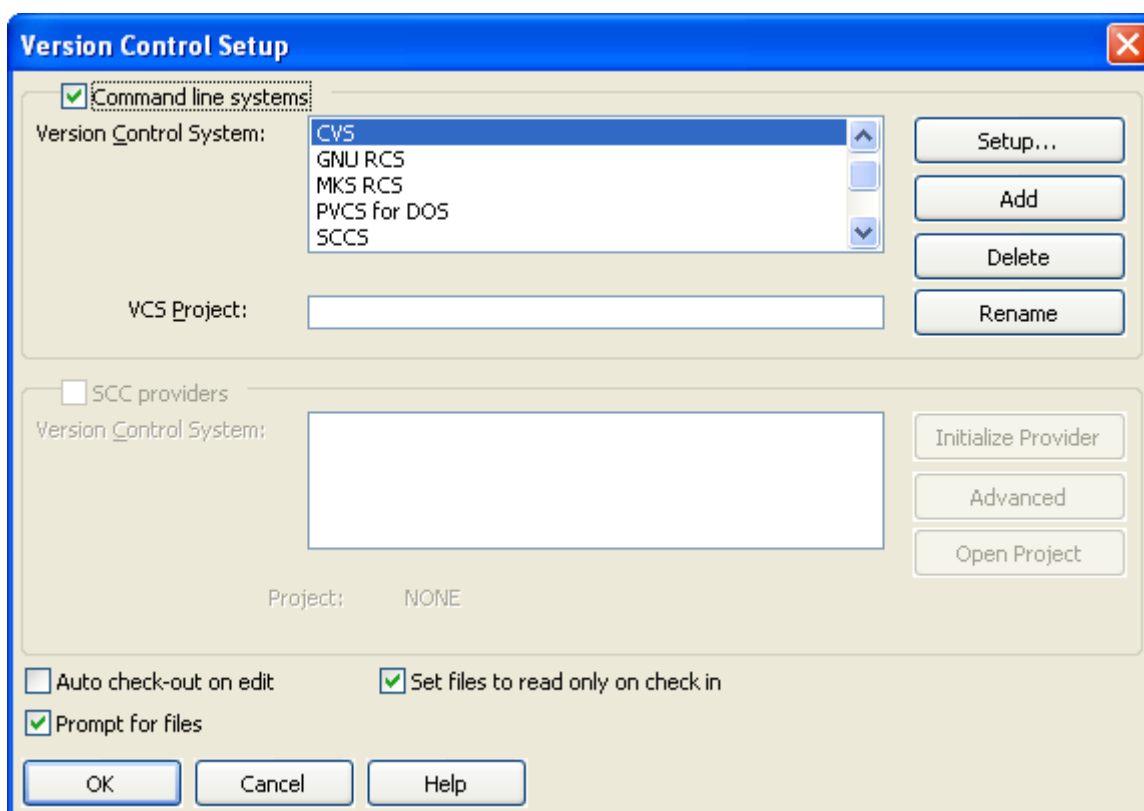 Version Control Setup
Command line systems
Version Control System:
CVS
GNU RCS
MKS RCS
PVCS for DOS
SCCS
Setup...
Add
Delete
Rename
VCS Project:
SCC providers
Version Control System:
Initialize Provider
Advanced
Open Project
Project: NONE
Auto check-out on edit Set files to read only on check in
Prompt for files
OK Cancel Help